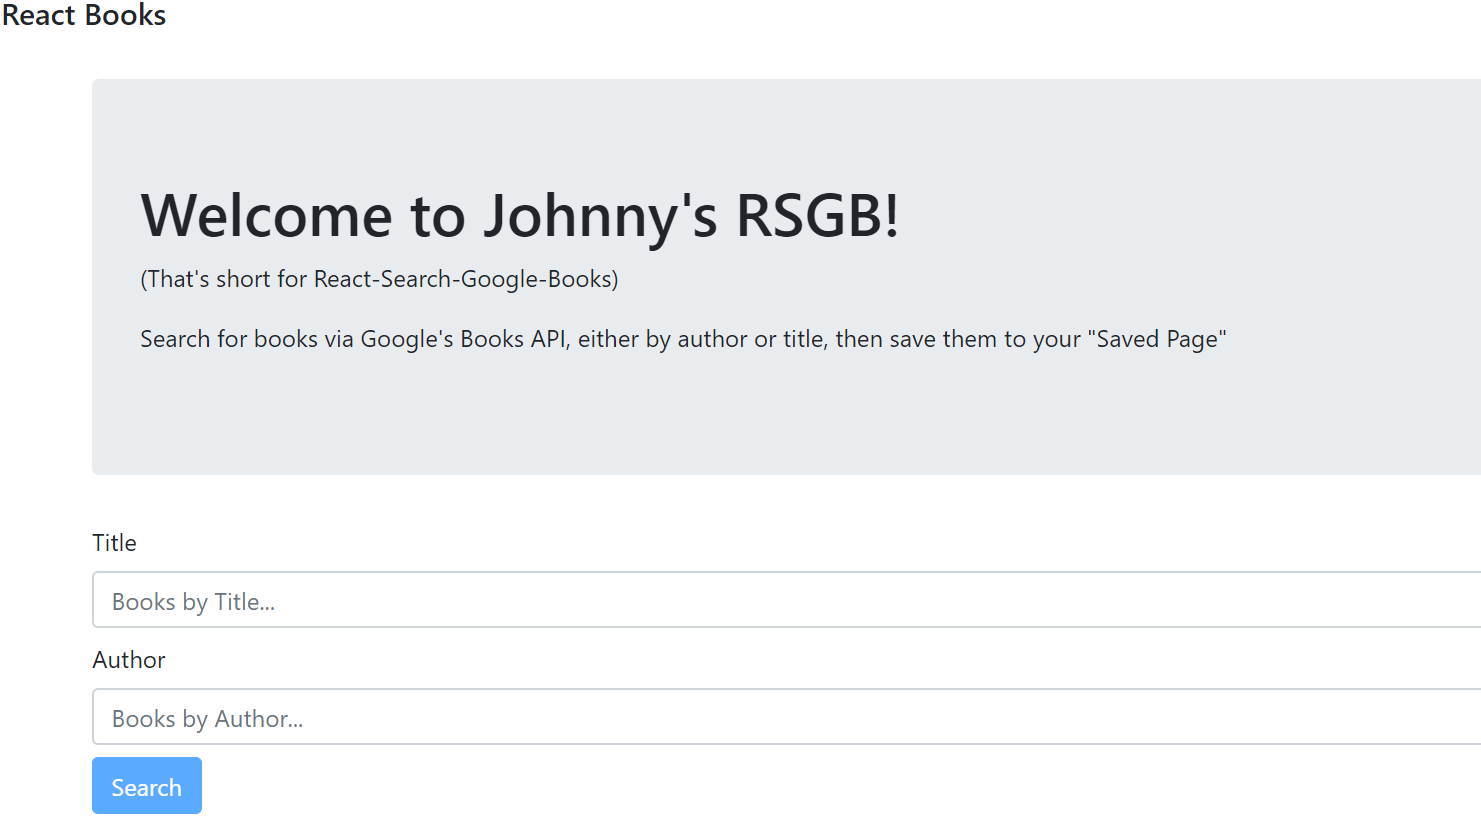 React Books
Welcome to Johnny's RSGB!
(That's short for React-Search-Google-Books)
Search for books via Google's Books API, either by author or title, then save them to your "Saved Page"
Title
Books by Title...
Author
Books by Author...
Search